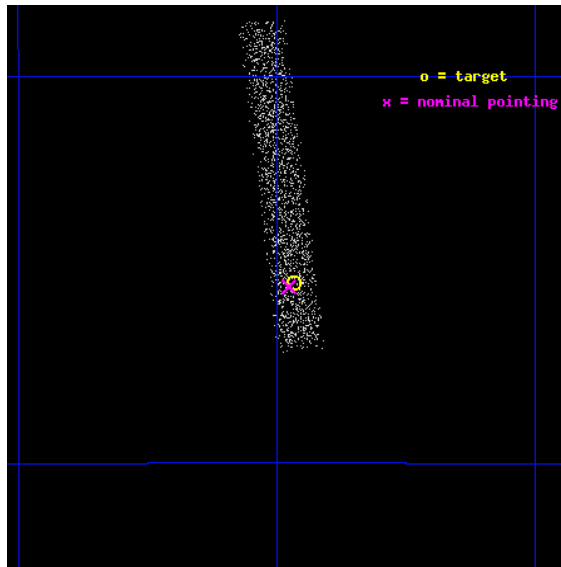 o = target
x = nominal pointing